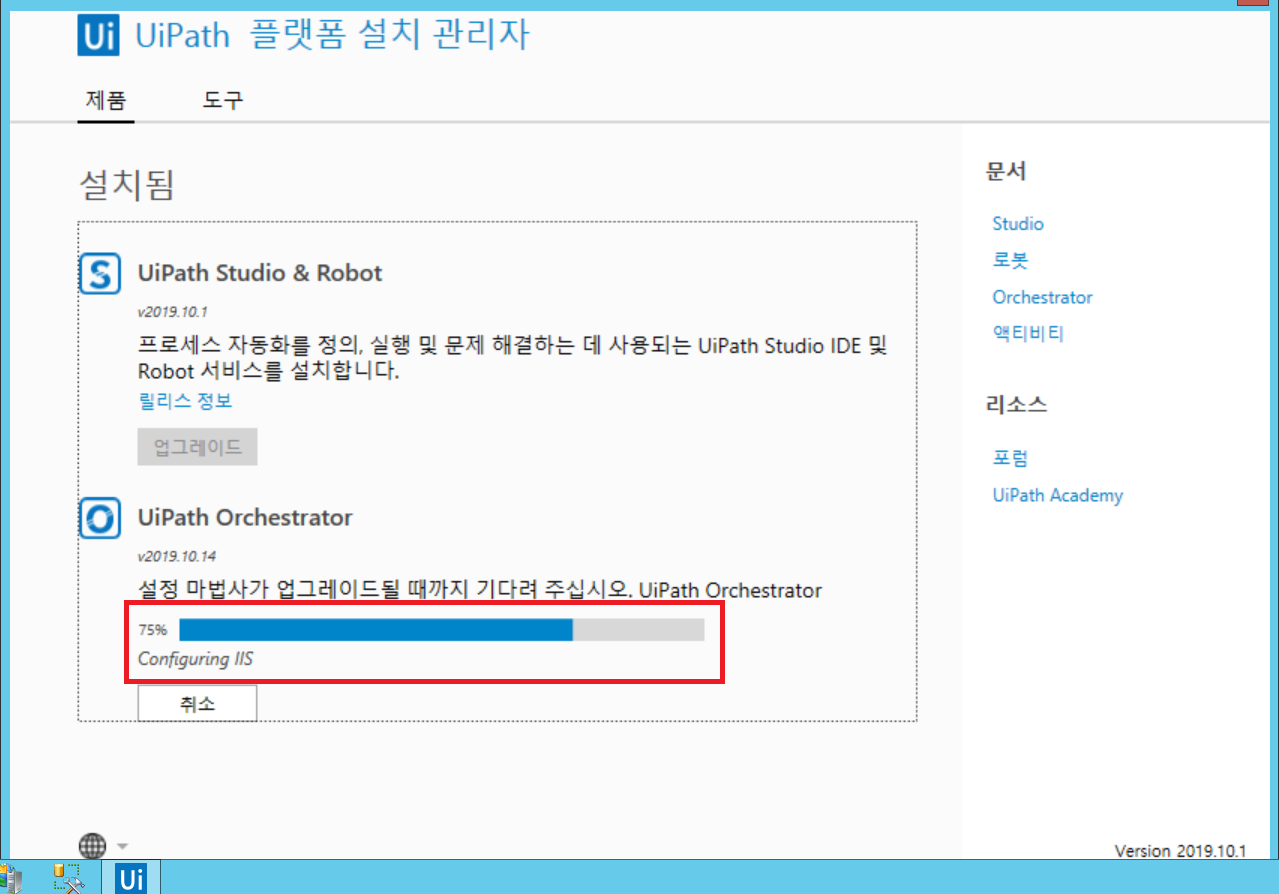 Ui UiPath 플랫폼 설치 관리자
제품 도구
설치됨
S UiPath Studio & Robot
v2019.10.1
프로세스 자동화를 정의, 실행 및 문제 해결하는 데 사용되는 UiPath Studio IDE 및
Robot 서비스를 설치합니다.
릴리스 정보
업그레이드
UiPath Orchestrator
v2019.10.14
설정 마법사가 업그레이드될 때까지 기다려 주십시오. UiPath Orchestrator
75%
Configuring IIS
취소
문서
Studio
로봇
Orchestrator
액티비티
리소스
포럼
UiPath Academy
Version 2019.10.1
Ui